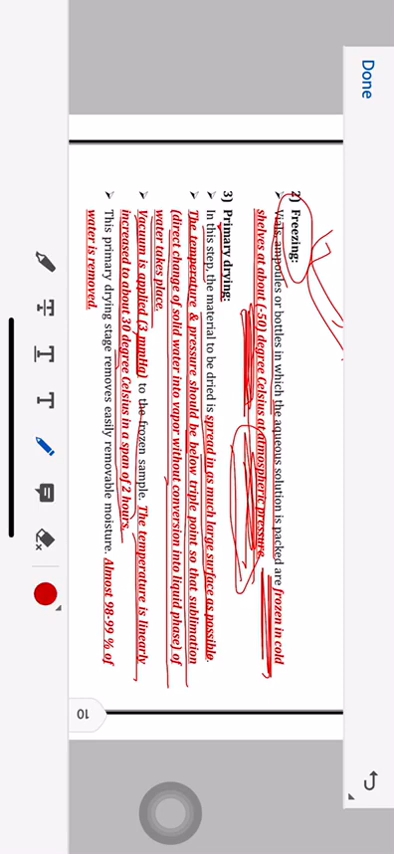 Done
2) Freezing:
➢ Vials, ampoules or bottles in which the aqueous solution is packed are frozen in cold
shelves at about (-50) degree Celsius at atmospheric pressure.
3) Primary drying:
➢ In this step, the material to be dried is spread in as much large surface as possible.
➢ The temperature & pressure should be below triple point so that sublimation
(direct change of solid water into vapor without conversion into liquid phase) of
water takes place.
➢ Vacuum is applied (3 mmHg) to the frozen sample. The temperature is linearly
increased to about 30 degree Celsius in a span of 2 hours.
➢ This primary drying stage removes easily removable moisture. Almost 98-99 % of
water is removed.
10